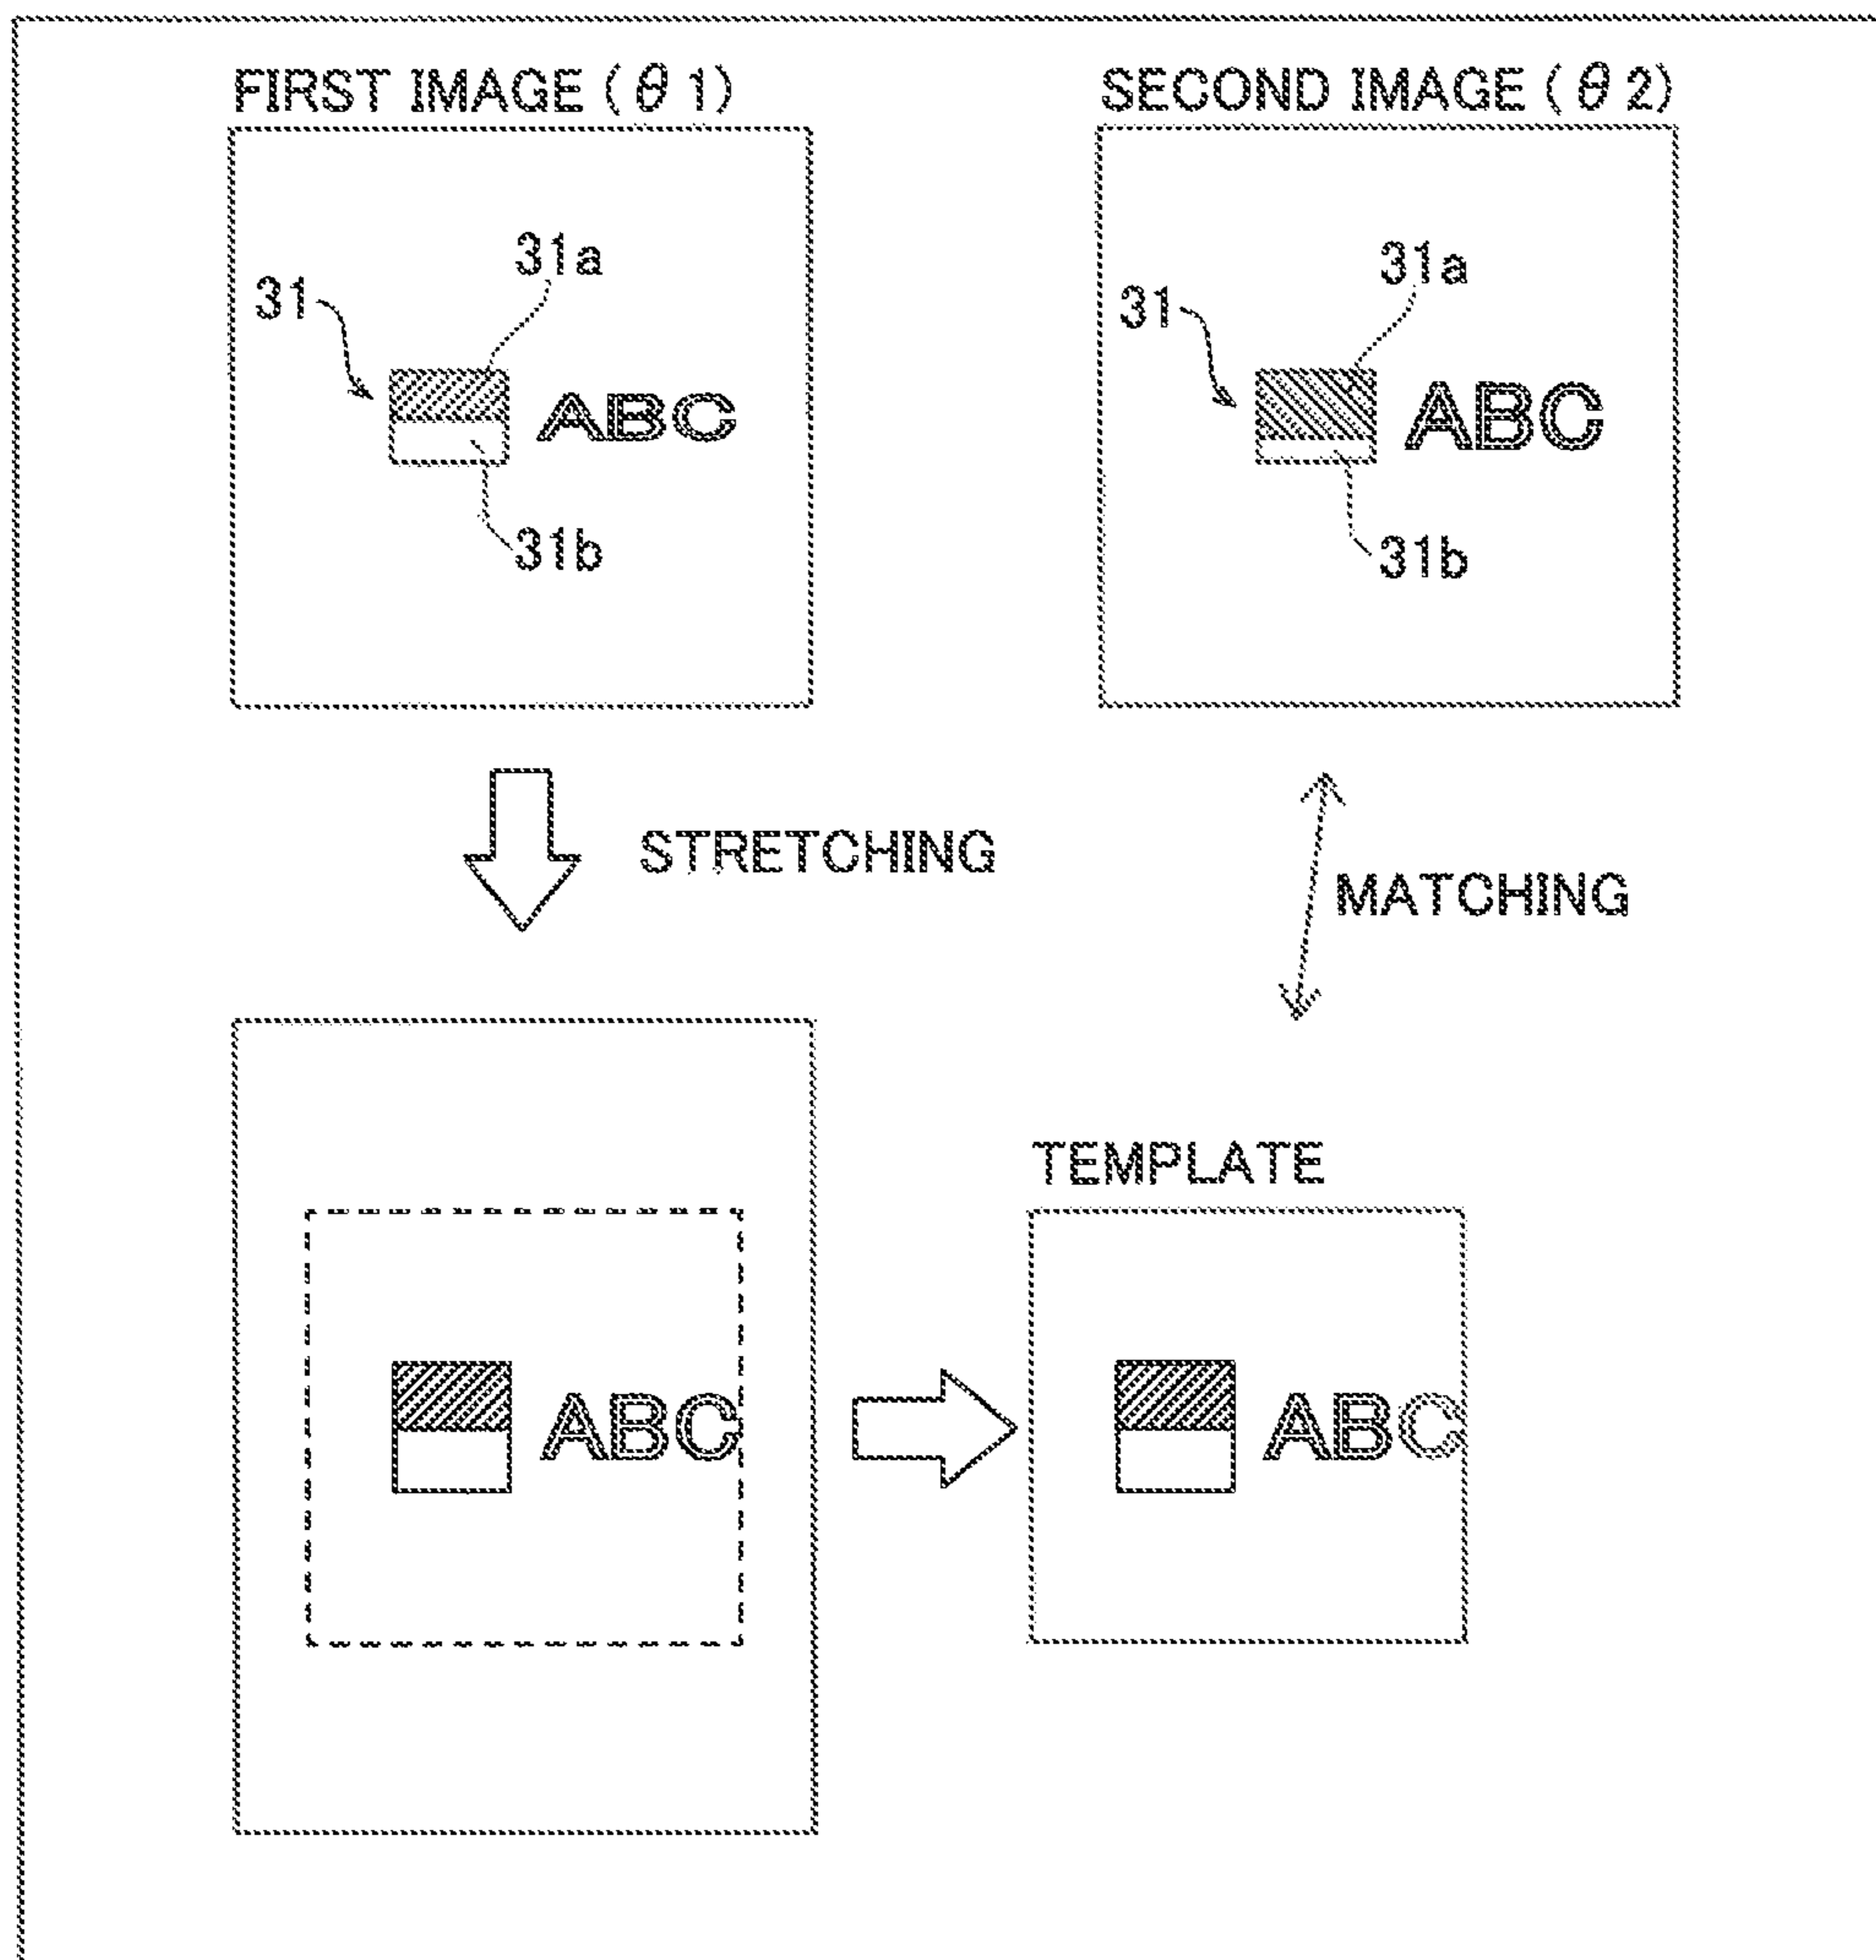 FIRST IMAGE (θ1)
SECOND IMAGE (θ2)
31
31a
ABC
31b
31
31a
ABC
31b
STRETCHING
MATCHING
TEMPLATE
ABC
ABC